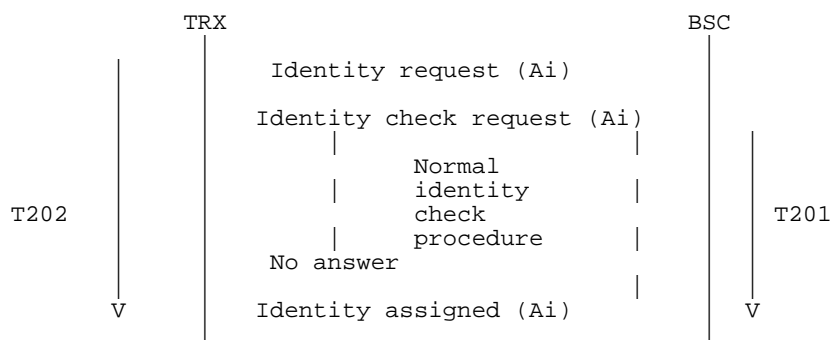 TRX BSC
Identity request (Ai)
Identity check request (Ai)
Normal
identity
T202 check T201
procedure
No answer
V Identity assigned (Ai) V